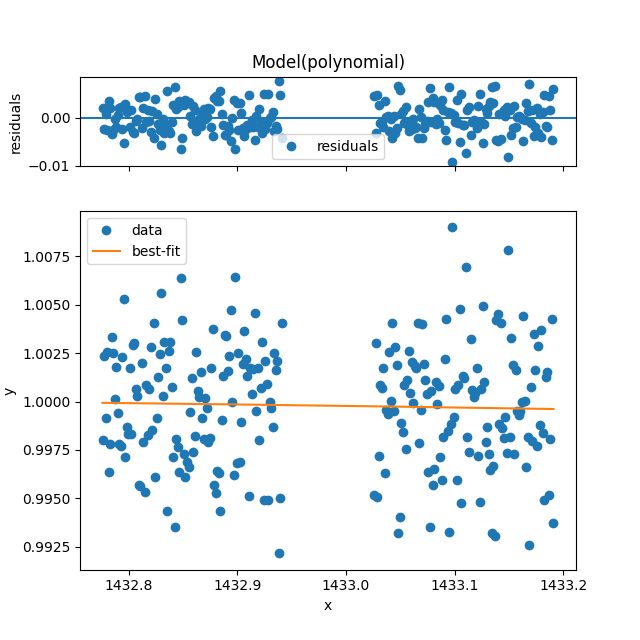 Model(polynomial)
residuals
0.00
−0.01
residuals
data
best-fit
y
1.0075
1.0050
1.0025
1.0000
0.9975
0.9950
0.9925
1432.8 1432.9 1433.0 1433.1 1433.2
x